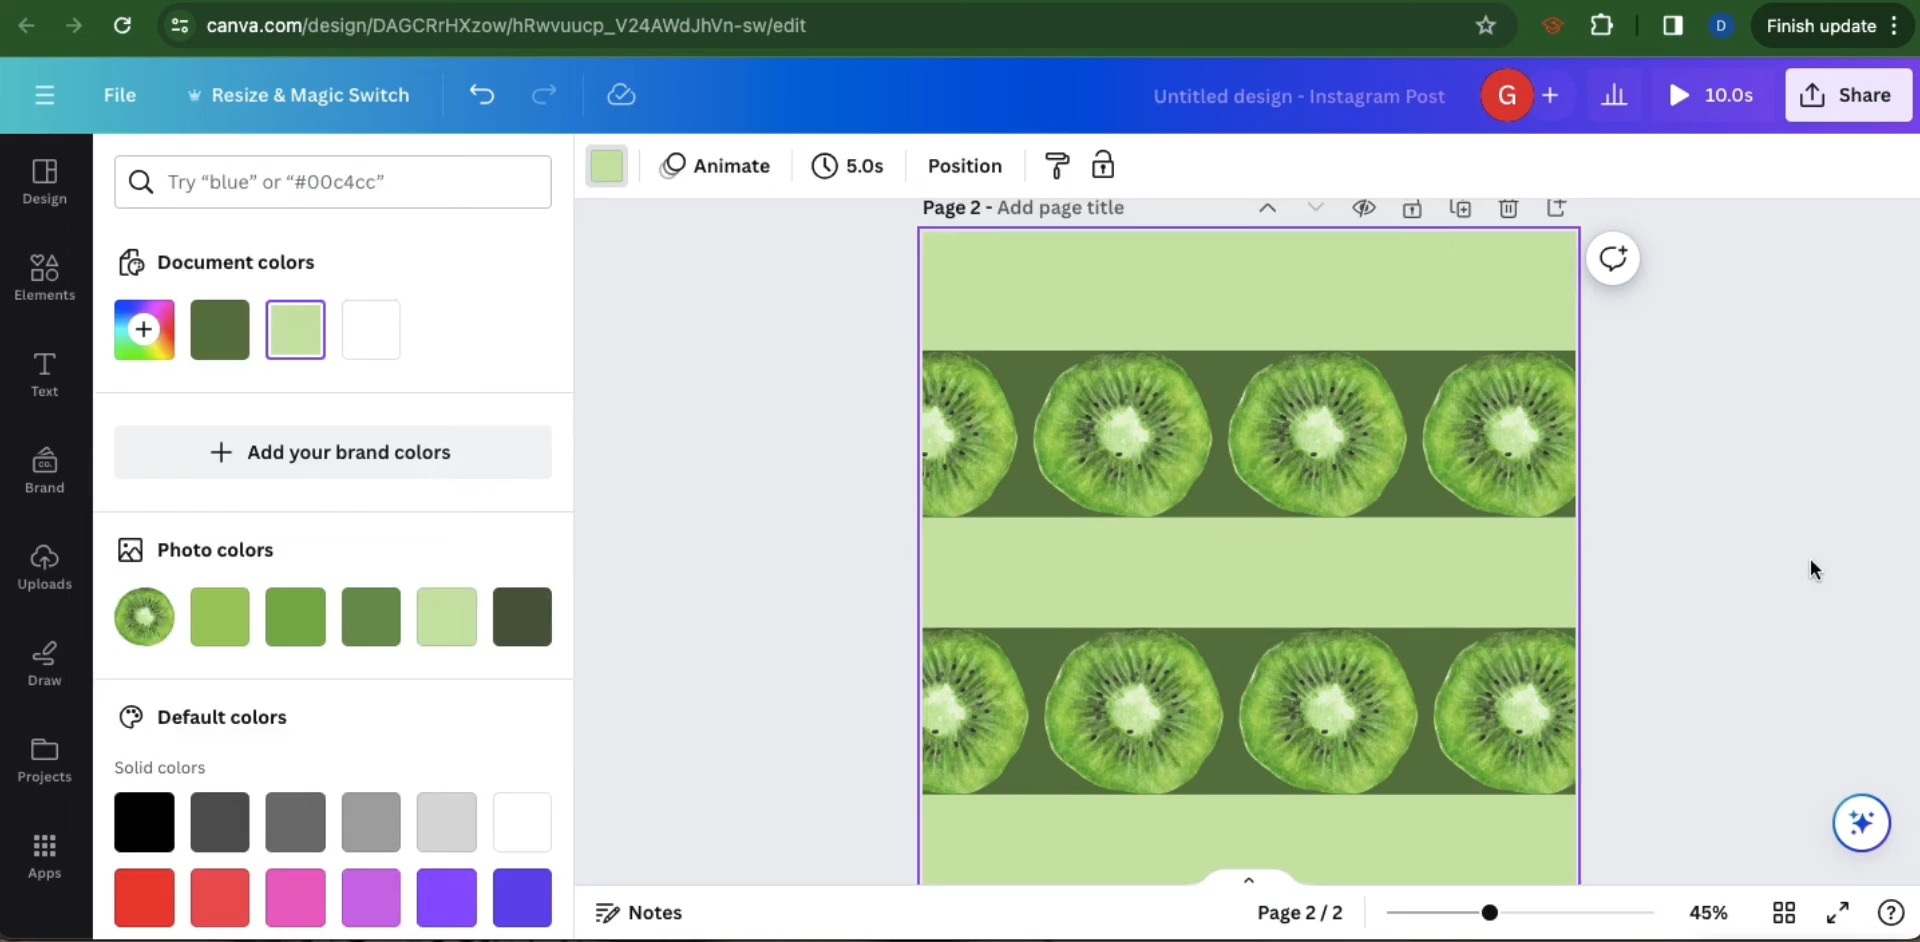 canva.com/design/DAGCRrHXzow/hRwvuucp_V24AWdJhVn-sw/edit
D
Finish update
File
Resize & Magic Switch
Untitled design - Instagram Post
G
10.0s
Share
Design
Elements
Text
CO.
Brand
Uploads
Draw
Projects
Apps
Try “blue” or “#00c4cc”
Document colors
Add your brand colors
Photo colors
Default colors
Solid colors
Animate
5.0s
Position
Page 2 - Add page title
Notes
Page 2 / 2
45%